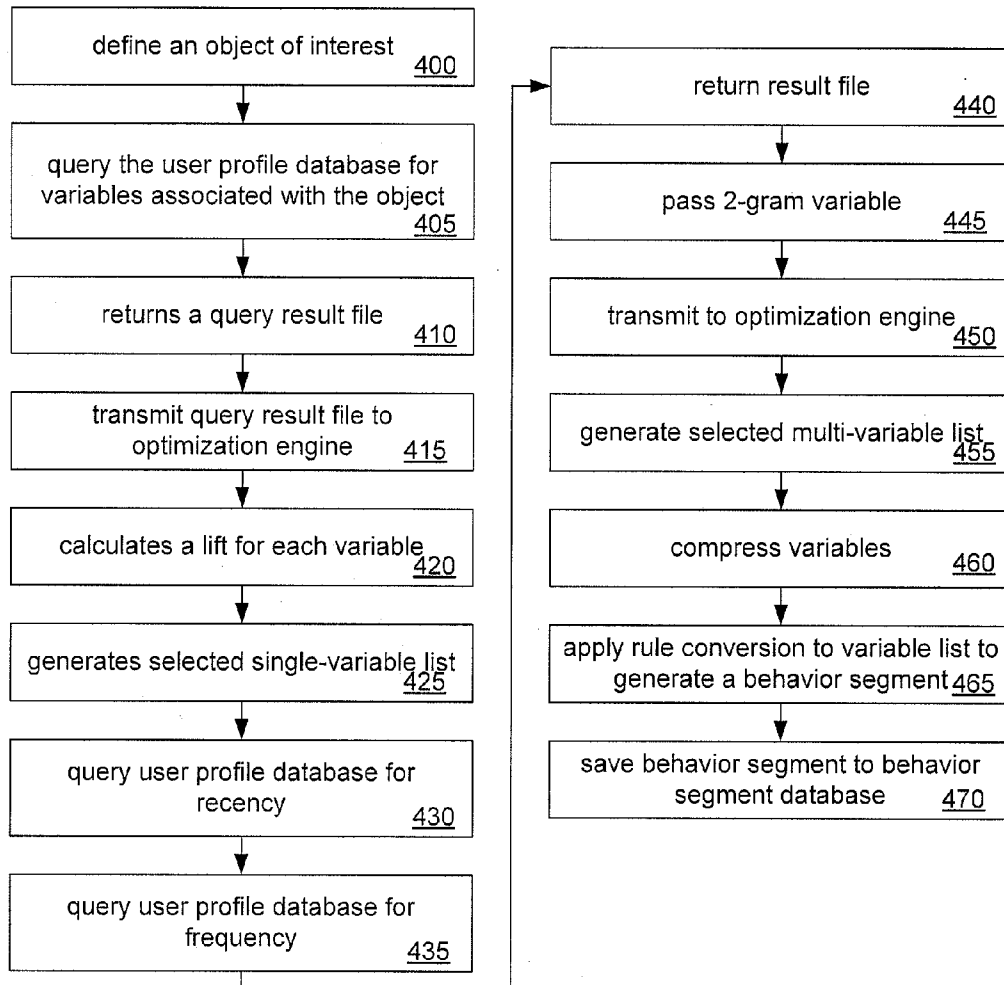 define an object of interest
400
query the user profile database for
variables associated with the object
405
returns a query result file
410
transmit query result file to
optimization engine
415
calculates a lift for each variable
420
generates selected single-variable list
425
query user profile database for
recency
430
query user profile database for
frequency
435
return result file
440
pass 2-gram variable
445
transmit to optimization engine
450
generate selected multi-variable list
455
compress variables
460
apply rule conversion to variable list to
generate a behavior segment
465
save behavior segment to behavior
segment database
470